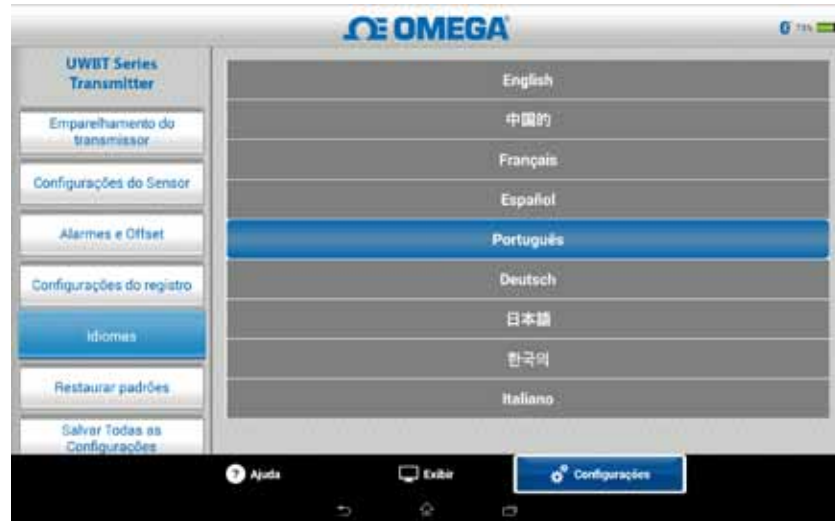 OMEGA
73%
UWBT Series
Transmitter
Emparelhamento do
transmissor
Configurações do Sensor
Alarmes e Offset
Configurações do registro
Idiomes
Restaurar padrões
Salvar Todas as
Configurações
English
中国的
Français
Español
Português
Deutsch
日本語
한국의
Italiano
? Ajuda
Exibir
Configurações